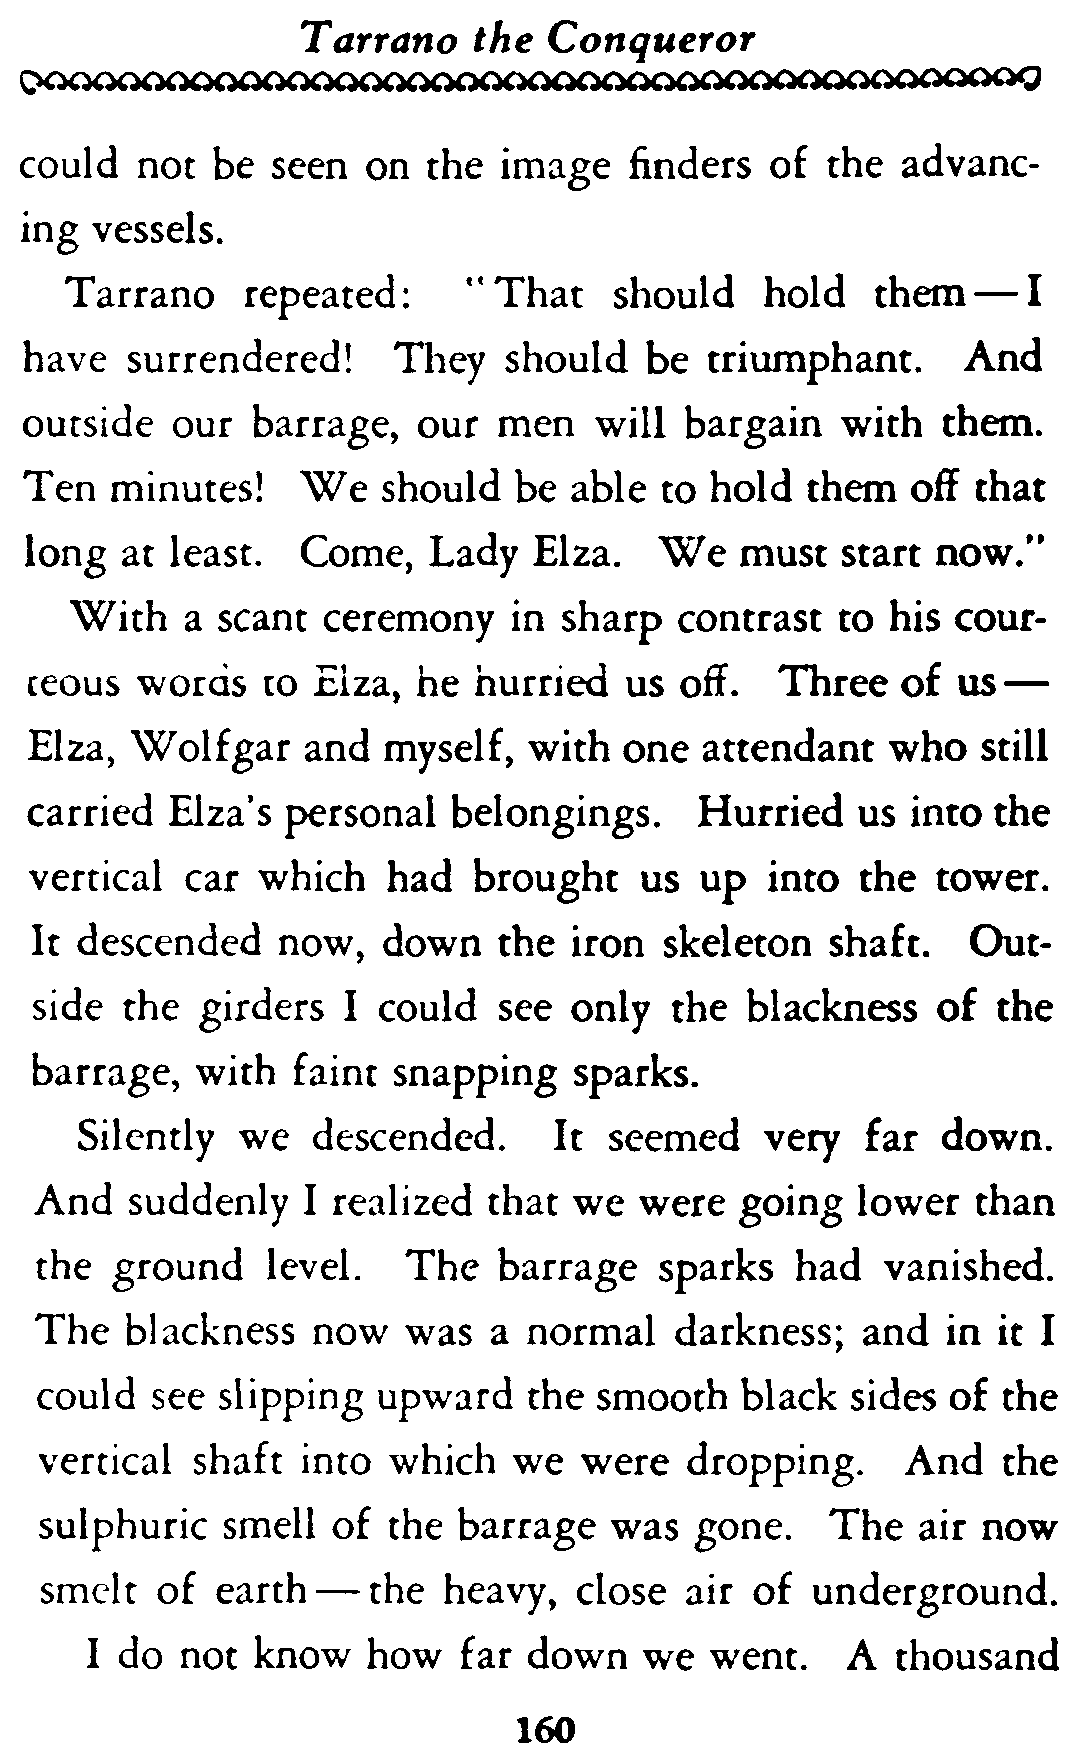 Tarrano the Conqueror
could not be seen on the image finders of the advanc-
ing vessels.
Tarrano repeated: "That should hold them—I
have surrendered! They should be triumphant. And
outside our barrage, our men will bargain with them.
Ten minutes! We should be able to hold them off that
long at least. Come, Lady Elza. We must start now."
With a scant ceremony in sharp contrast to his cour-
teous words to Elza, he hurried us off. Three of us—
Elza, Wolfgar and myself, with one attendant who still
carried Elza's personal belongings. Hurried us into the
vertical car which had brought us up into the tower.
It descended now, down the iron skeleton shaft. Out-
side the girders I could see only the blackness of the
barrage, with faint snapping sparks.
Silently we descended. It seemed very far down.
And suddenly I realized that we were going lower than
the ground level. The barrage sparks had vanished.
The blackness now was a normal darkness; and in it I
could see slipping upward the smooth black sides of the
vertical shaft into which we were dropping. And the
sulphuric smell of the barrage was gone. The air now
smelt of earth—the heavy, close air of underground.
I do not know how far down we went. A thousand
160